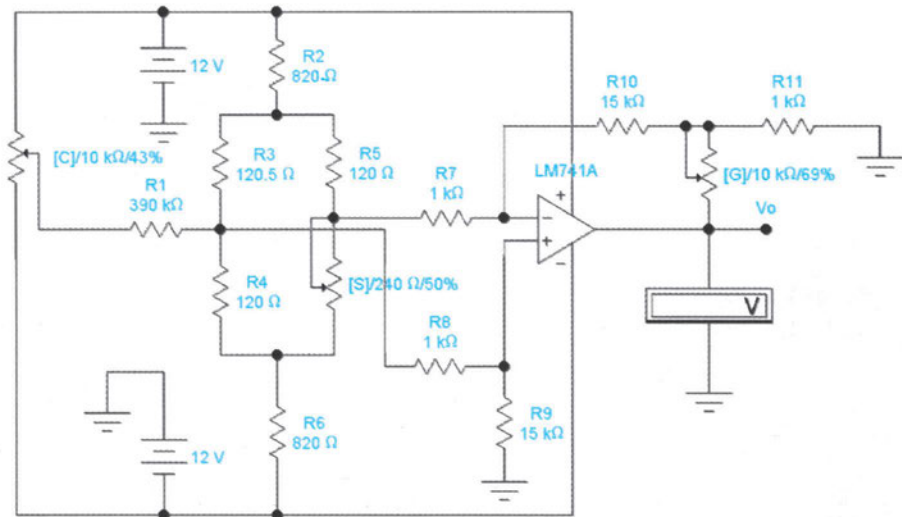 12 V
R2
820 Ω
R10
15 kΩ
R11
1 kΩ
[C]/10 kΩ/43%
R3
120.5 Ω
R5
120 Ω
R7
1 kΩ
LM741A
+
−
+
−
[G]/10 kΩ/69%
Vo
R1
390 kΩ
R4
120 Ω
[S]/240 Ω/50%
V
R8
1 kΩ
R9
15 kΩ
R6
820 Ω
12 V